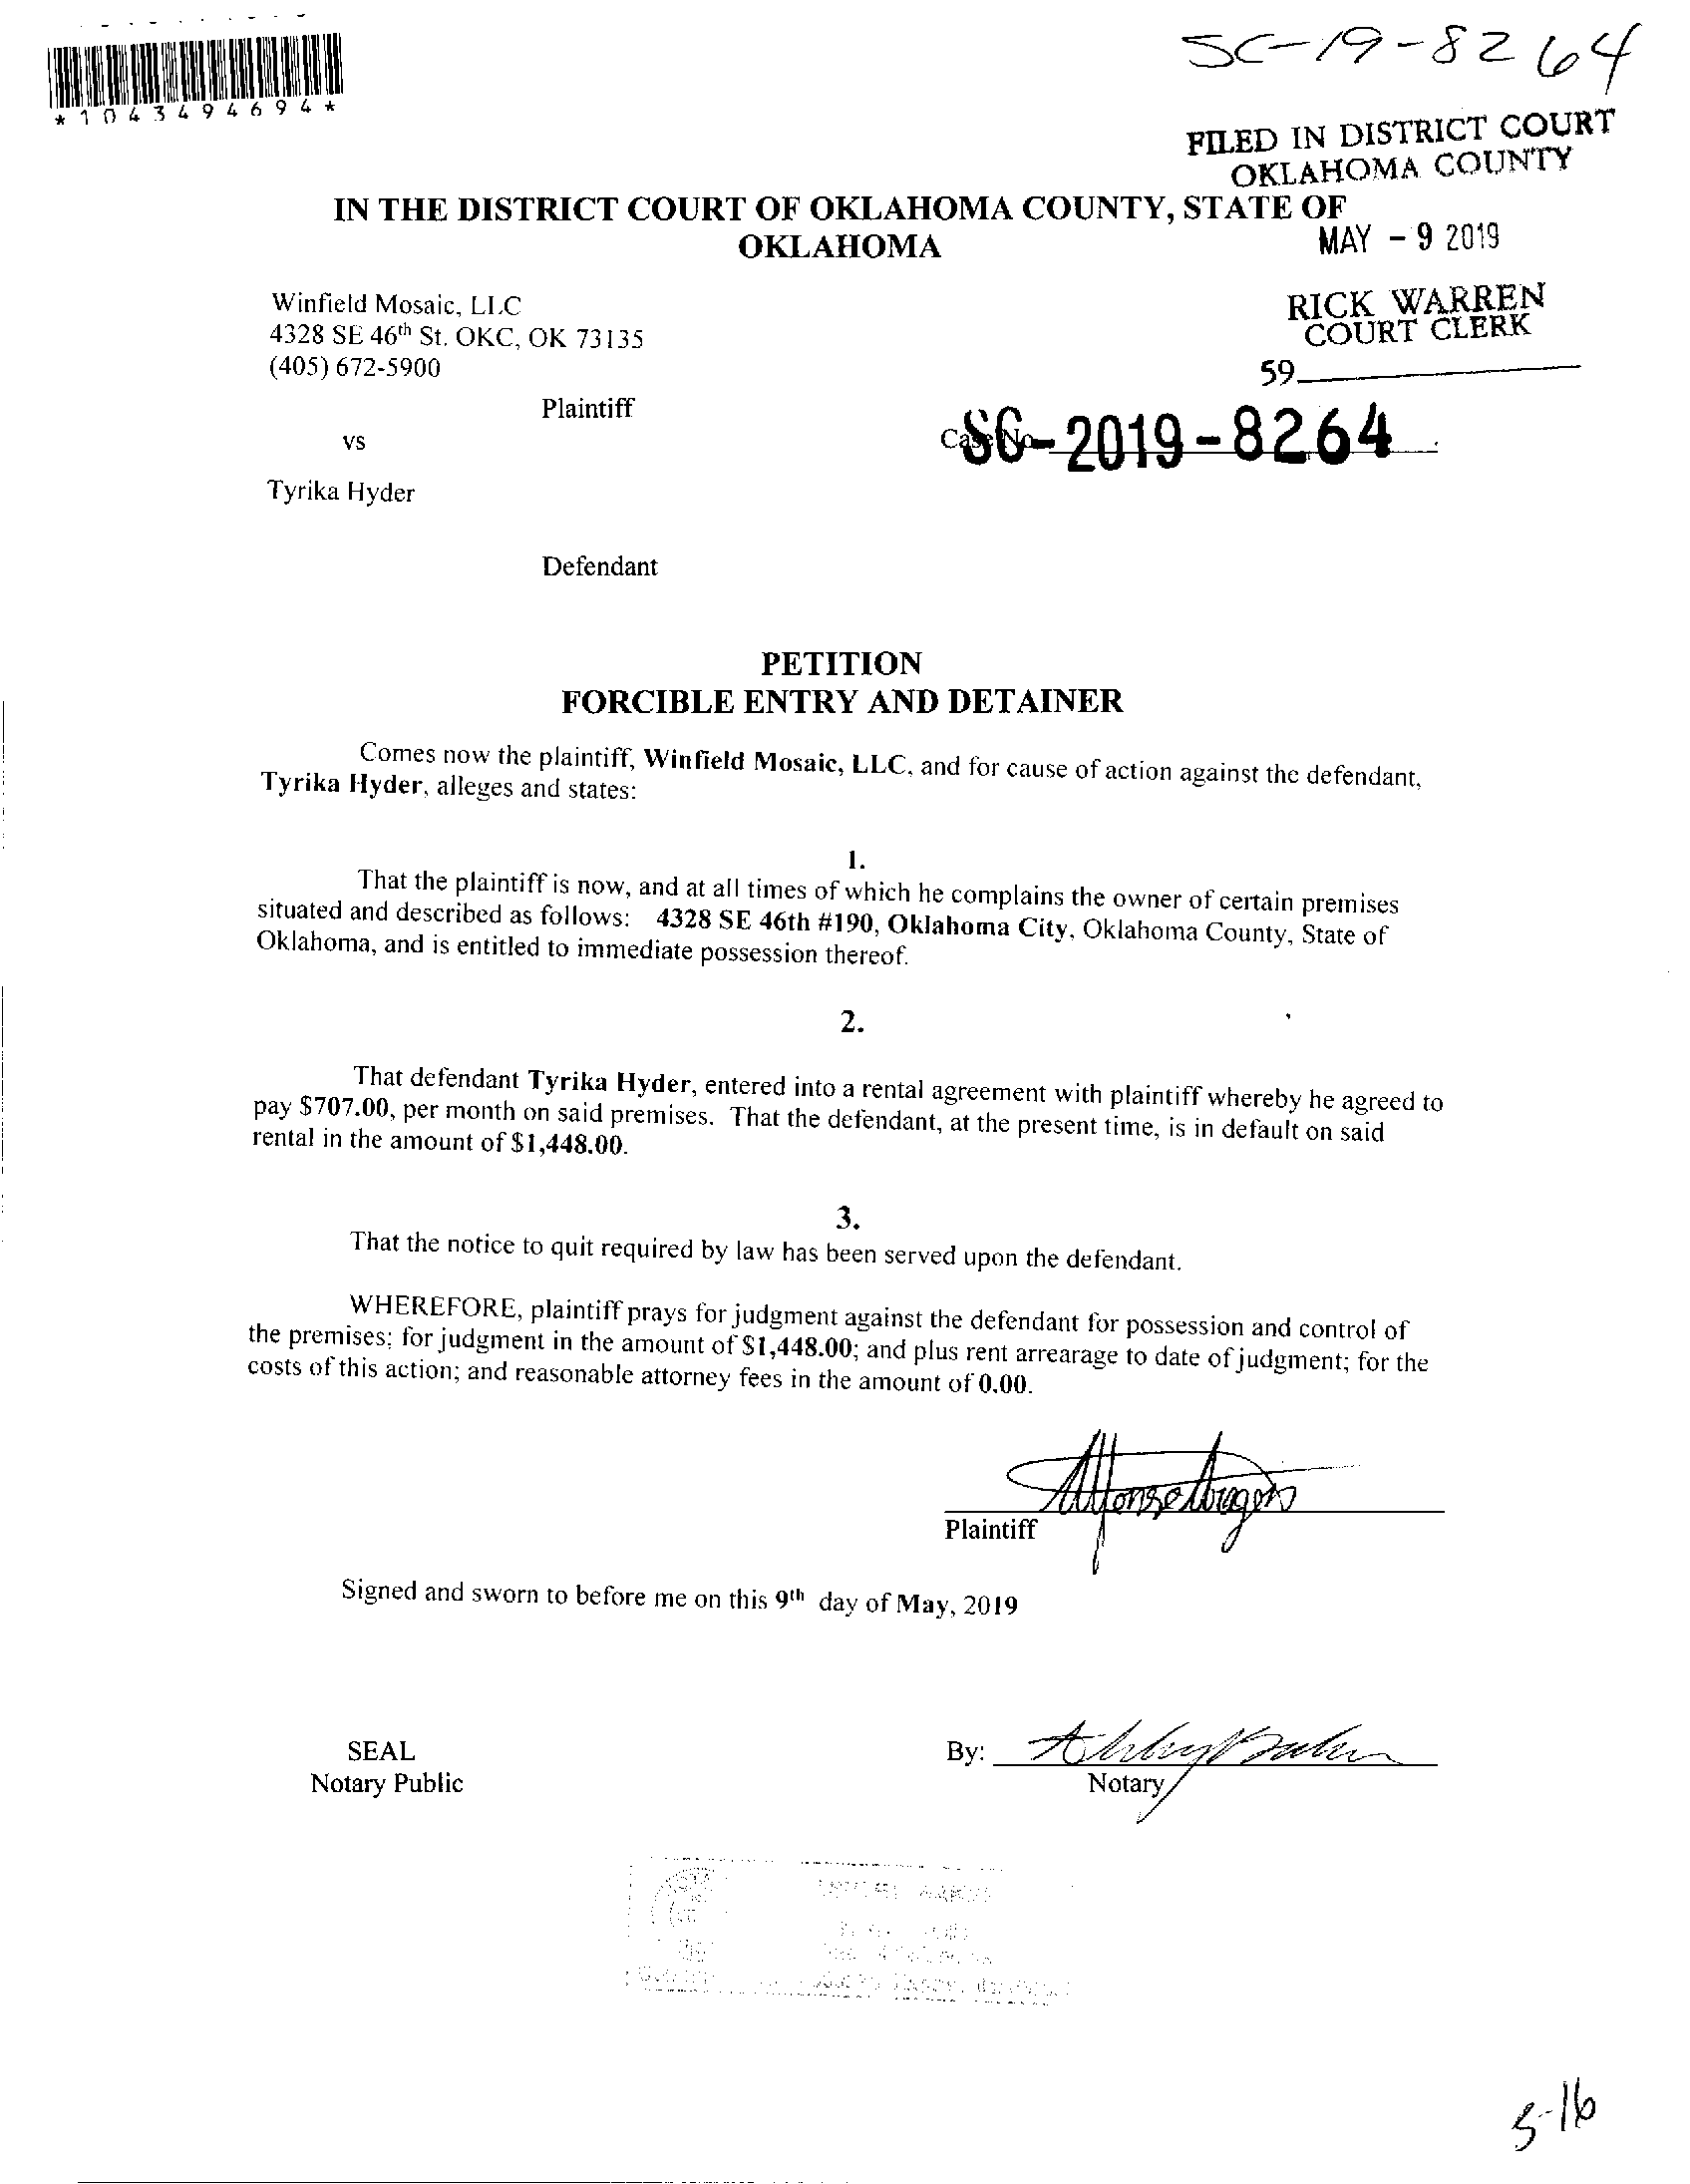 SC-19-8264
*1043494694*
FILED IN DISTRICT COURT
OKLAHOMA COUNTY
IN THE DISTRICT COURT OF OKLAHOMA COUNTY, STATE OF
OKLAHOMA
MAY - 9 2019
Winfield Mosaic, LLC
4328 SE 46th St. OKC, OK 73135
(405) 672-5900
RICK WARREN
COURT CLERK
59
Plaintiff
vs
Case No.
SC-2019-8264
Tyrika Hyder
Defendant
PETITION
FORCIBLE ENTRY AND DETAINER
Comes now the plaintiff, Winfield Mosaic, LLC, and for cause of action against the defendant,
Tyrika Hyder, alleges and states:
1.
That the plaintiff is now, and at all times of which he complains the owner of certain premises
situated and described as follows: 4328 SE 46th #190, Oklahoma City, Oklahoma County, State of
Oklahoma, and is entitled to immediate possession thereof.
2.
That defendant Tyrika Hyder, entered into a rental agreement with plaintiff whereby he agreed to
pay $707.00, per month on said premises. That the defendant, at the present time, is in default on said
rental in the amount of $1,448.00.
3.
That the notice to quit required by law has been served upon the defendant.
WHEREFORE, plaintiff prays for judgment against the defendant for possession and control of
the premises; for judgment in the amount of $1,448.00; and plus rent arrearage to date of judgment; for the
costs of this action; and reasonable attorney fees in the amount of 0.00.
Plaintiff
Signed and sworn to before me on this 9th day of May, 2019
SEAL
Notary Public
By:
Notary
5-16